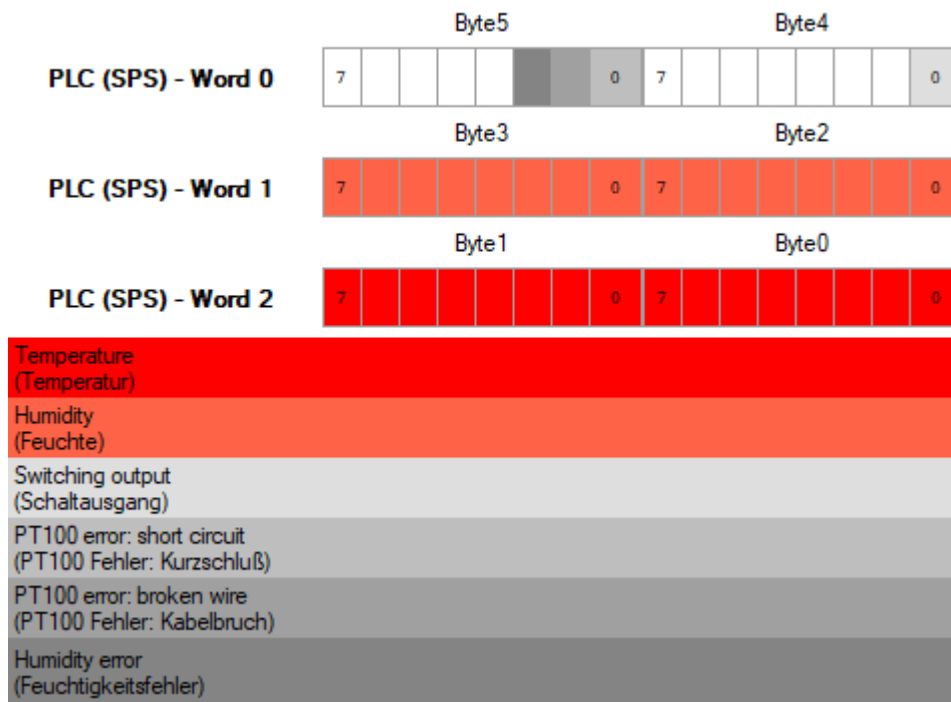 Byte5 Byte4
PLC (SPS) - Word 0 7 0 7 0
Byte3 Byte2
PLC (SPS) - Word 1 7 0 7 0
Byte1 Byte0
PLC (SPS) - Word 2 7 0 7 0
Temperature
(Temperatur)
Humidity
(Feuchte)
Switching output
(Schaltausgang)
PT100 error: short circuit
(PT100 Fehler: Kurzschluß)
PT100 error: broken wire
(PT100 Fehler: Kabelbruch)
Humidity error
(Feuchtigkeitsfehler)